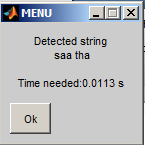 MENU
Detected string
saa tha
Time needed:0.0113 s
Ok